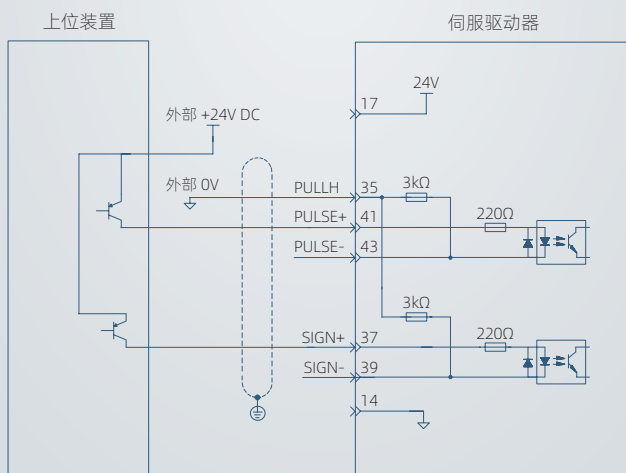 上位装置
伺服驱动器
24V
17
外部 +24V DC
外部 0V
PULLH 35 3kΩ
PULSE+ 41 220Ω
PULSE- 43
3kΩ
SIGN+ 37 220Ω
SIGN- 39
14